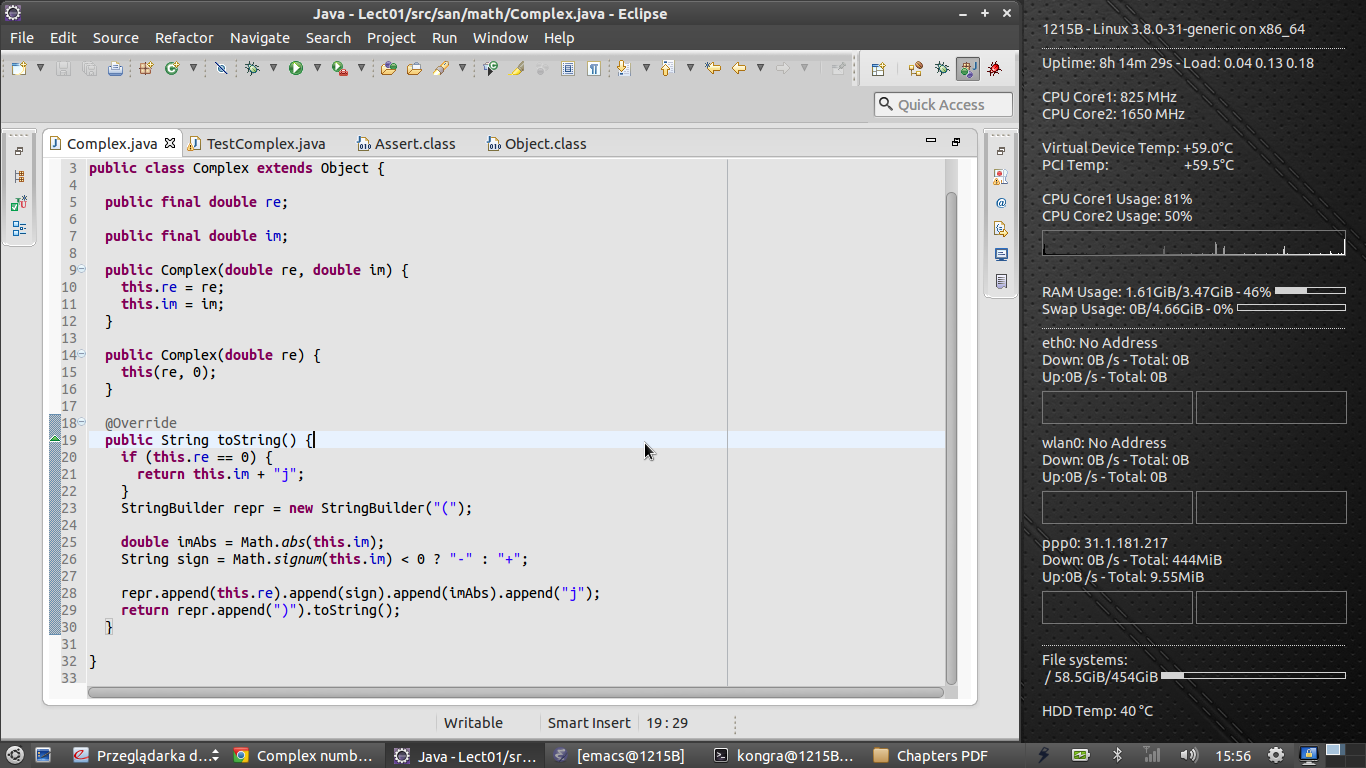 Java - Lect01/src/san/math/Complex.java - Eclipse
File Edit Source Refactor Navigate Search Project Run Window Help
Quick Access
Complex.java TestComplex.java Assert.class Object.class
3 public class Complex extends Object {
4
5 public final double re;
6
7 public final double im;
8
9 public Complex(double re, double im) {
10 this.re = re;
11 this.im = im;
12 }
13
14 public Complex(double re) {
15 this(re, 0);
16 }
17
18 @Override
19 public String toString() {
20 if (this.re == 0) {
21 return this.im + "j";
22 }
23 StringBuilder repr = new StringBuilder("(");
24
25 double imAbs = Math.abs(this.im);
26 String sign = Math.signum(this.im) < 0 ? "-" : "+";
27
28 repr.append(this.re).append(sign).append(imAbs).append("j");
29 return repr.append(")").toString();
30 }
31
32 }
33
Writable Smart Insert 19 : 29
1215B - Linux 3.8.0-31-generic on x86_64
Uptime: 8h 14m 29s - Load: 0.04 0.13 0.18
CPU Core1: 825 MHz
CPU Core2: 1650 MHz
Virtual Device Temp: +59.0°C
PCI Temp: +59.5°C
CPU Core1 Usage: 81%
CPU Core2 Usage: 50%
RAM Usage: 1.61GiB/3.47GiB - 46%
Swap Usage: 0B/4.66GiB - 0%
eth0: No Address
Down: 0B /s - Total: 0B
Up:0B /s - Total: 0B
wlan0: No Address
Down: 0B /s - Total: 0B
Up:0B /s - Total: 0B
ppp0: 31.1.181.217
Down: 0B /s - Total: 444MiB
Up:0B /s - Total: 9.55MiB
File systems:
/ 58.5GiB/454GiB
HDD Temp: 40 °C
Przeglądarka d... Complex numb... Java - Lect01/sr... [emacs@1215B] kongra@1215B... Chapters PDF 15:56